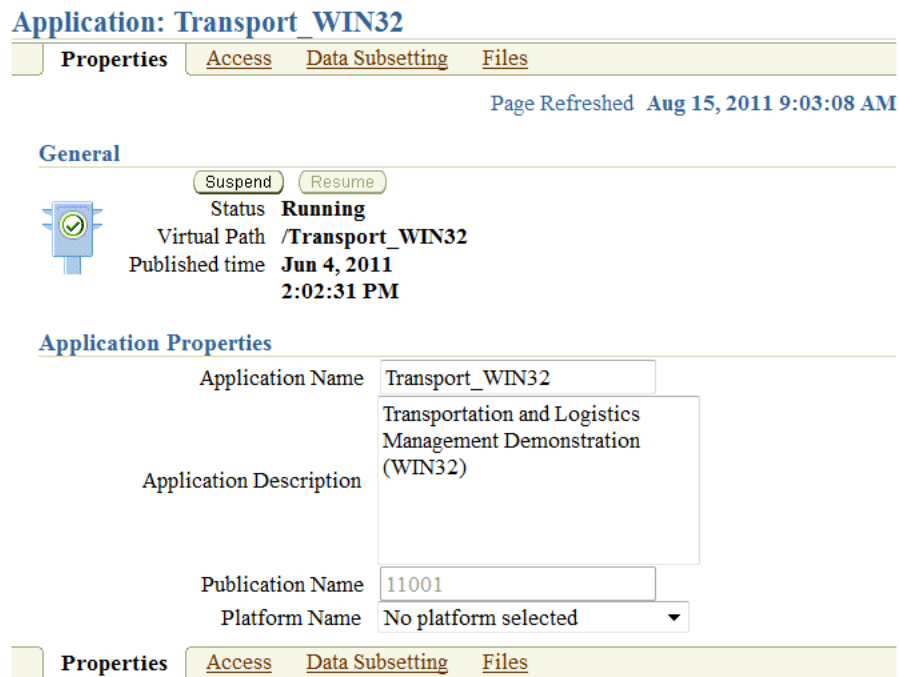 Application: Transport_WIN32
Properties Access Data Subsetting Files
Page Refreshed Aug 15, 2011 9:03:08 AM
General
Suspend Resume
Status Running
Virtual Path /Transport_WIN32
Published time Jun 4, 2011
2:02:31 PM
Application Properties
Application Name Transport_WIN32
Application Description Transportation and Logistics
Management Demonstration
(WIN32)
Publication Name 11001
Platform Name No platform selected
Properties Access Data Subsetting Files